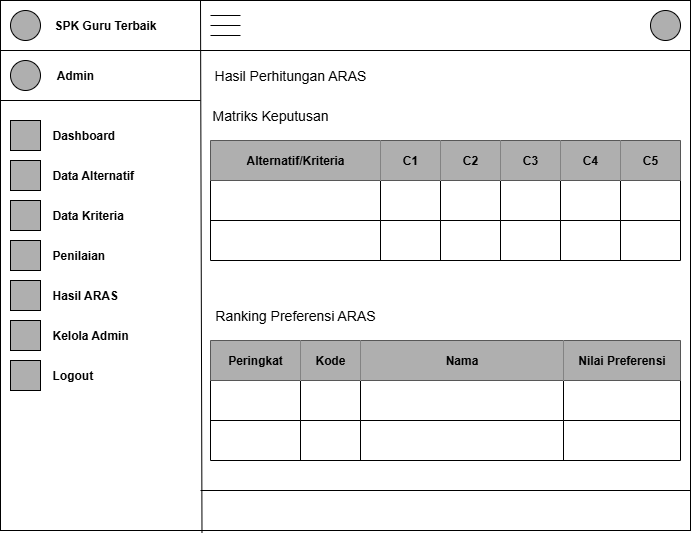 SPK Guru Terbaik
Admin
Dashboard
Data Alternatif
Data Kriteria
Penilaian
Hasil ARAS
Kelola Admin
Logout
Hasil Perhitungan ARAS
Matriks Keputusan
Alternatif/Kriteria C1 C2 C3 C4 C5
Ranking Preferensi ARAS
Peringkat Kode Nama Nilai Preferensi